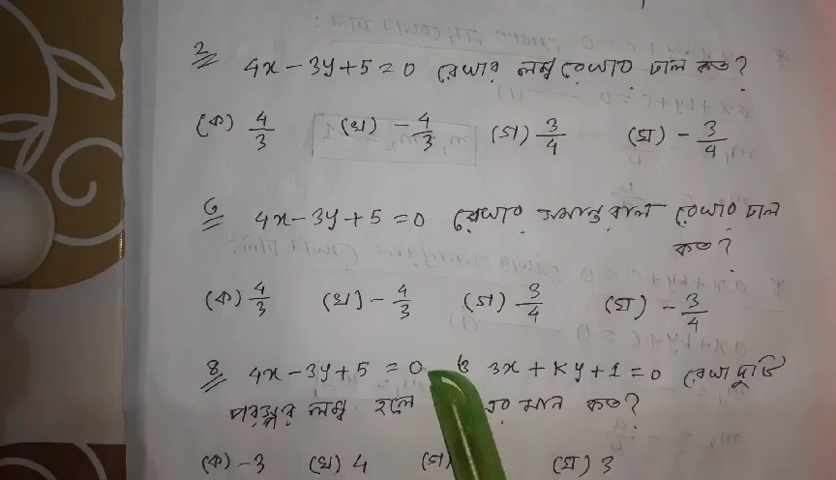 ২ 4x - 3y + 5 = 0 রেখার লম্ব রেখার ঢাল কত?
(ক) 4/3 (খ) - 4/3 (গ) 3/4 (ঘ) - 3/4
৩ 4x - 3y + 5 = 0 রেখার সমান্তরাল রেখার ঢাল
কত?
(ক) 4/3 (খ) - 4/3 (গ) 3/4 (ঘ) - 3/4
৪ 4x - 3y + 5 = 0 ও 3x + ky + 1 = 0 রেখা দুটি
পরস্পর লম্ব হলে এর মান কত?
(ক) -3 (খ) 4 (গ) (ঘ) 3